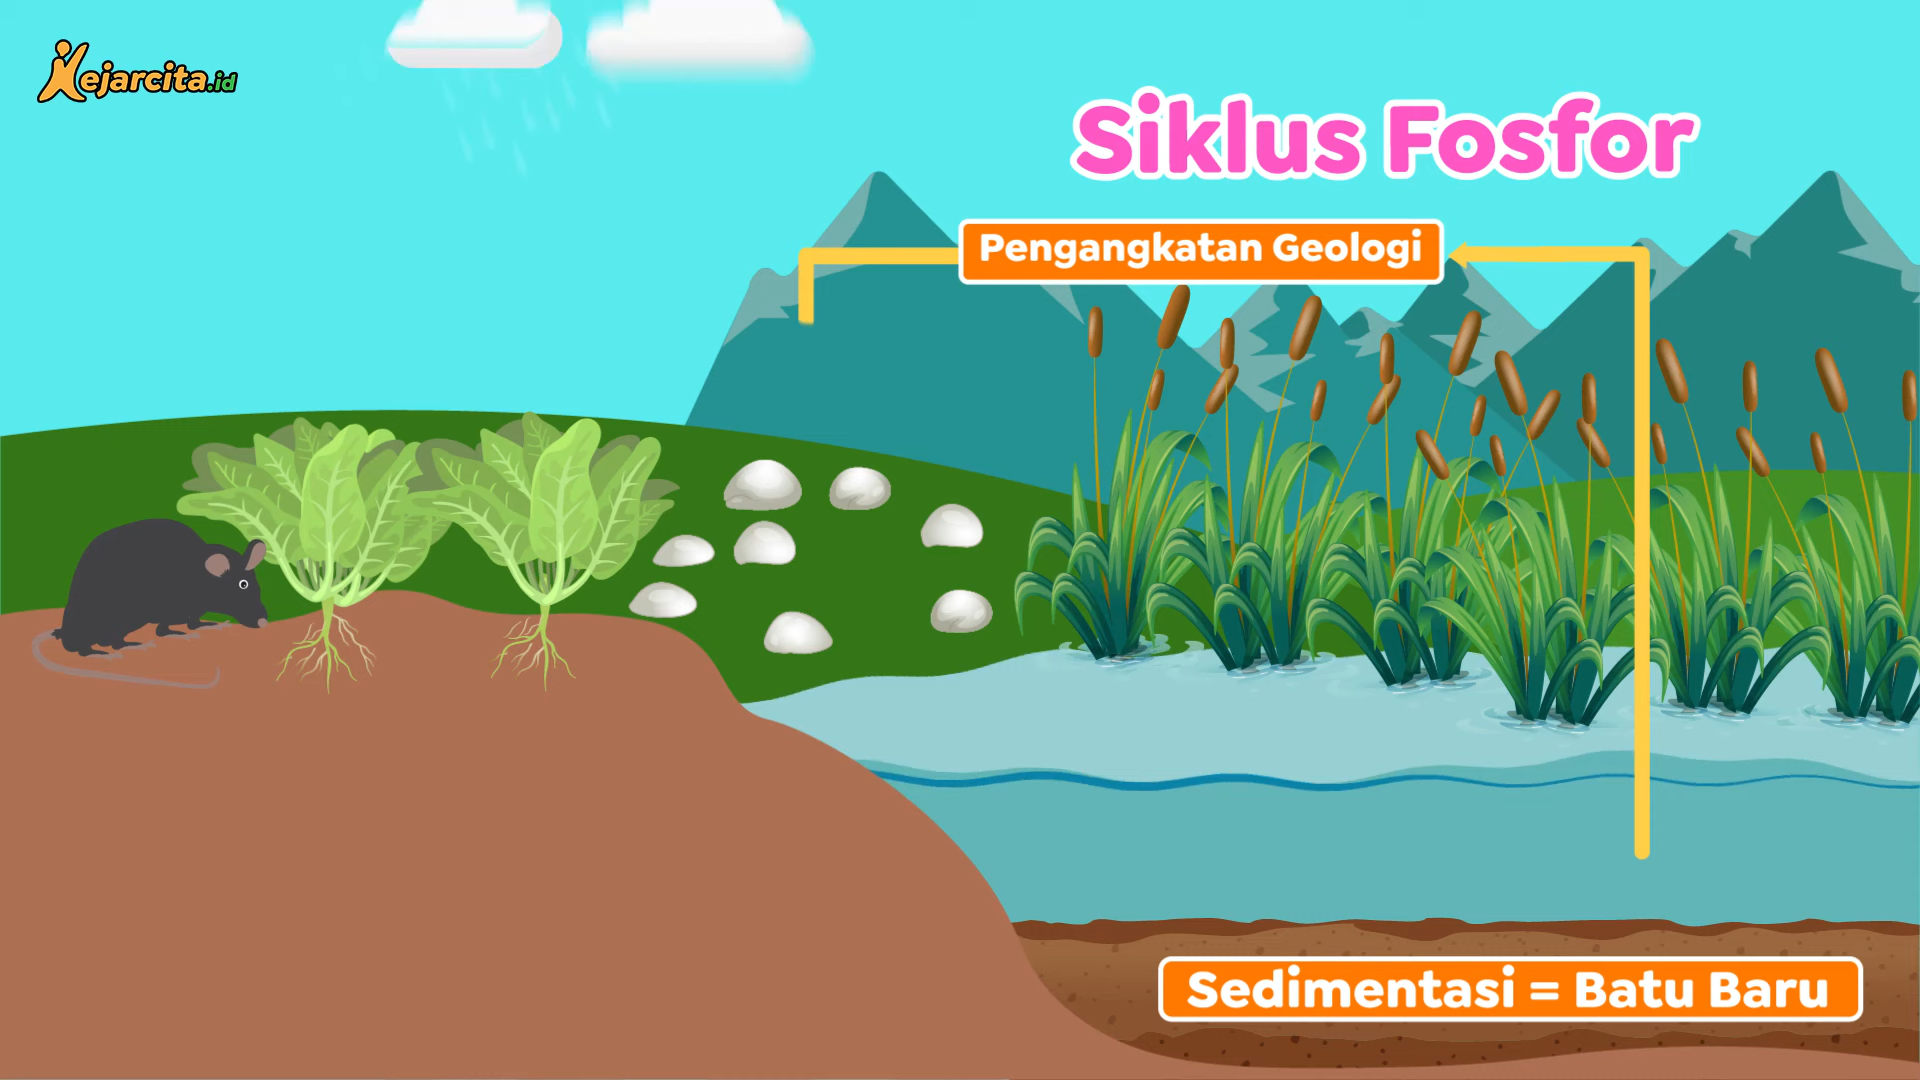 Kejarcita.id
Siklus Fosfor
Pengangkatan Geologi
Sedimentasi = Batu Baru